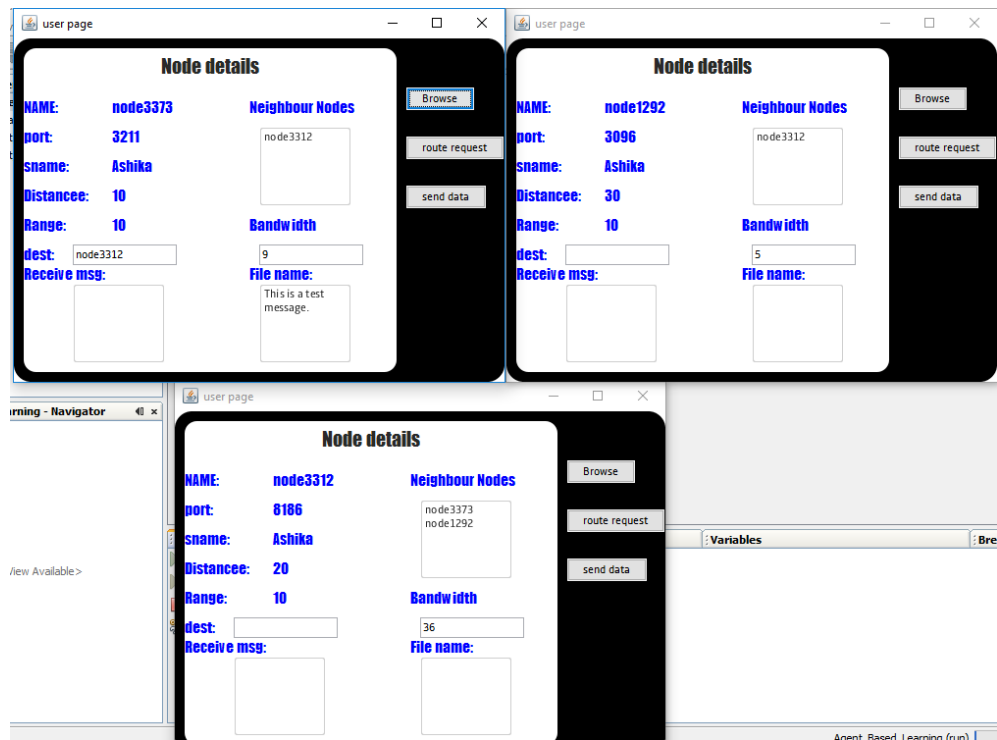 user page
Node details
NAME: node3373 Neighbour Nodes
node3312
port: 3211
sname: Ashika
Distancee: 10
Range: 10 Bandwidth
dest: node3312 9
Receive msg: File name:
This is a test
message.
Browse
route request
send data
user page
Node details
NAME: node1292 Neighbour Nodes
node3312
port: 3096
sname: Ashika
Distancee: 30
Range: 10 Bandwidth
dest: 5
Receive msg: File name:
Browse
route request
send data
user page
Node details
NAME: node3312 Neighbour Nodes
node3373
node1292
port: 8186
sname: Ashika
Distancee: 20
Range: 10 Bandwidth
dest: 36
Receive msg: File name:
Browse
route request
send data
arning - Navigator
View Available>
Variables
Bre
Agent_Based_Learning (run)